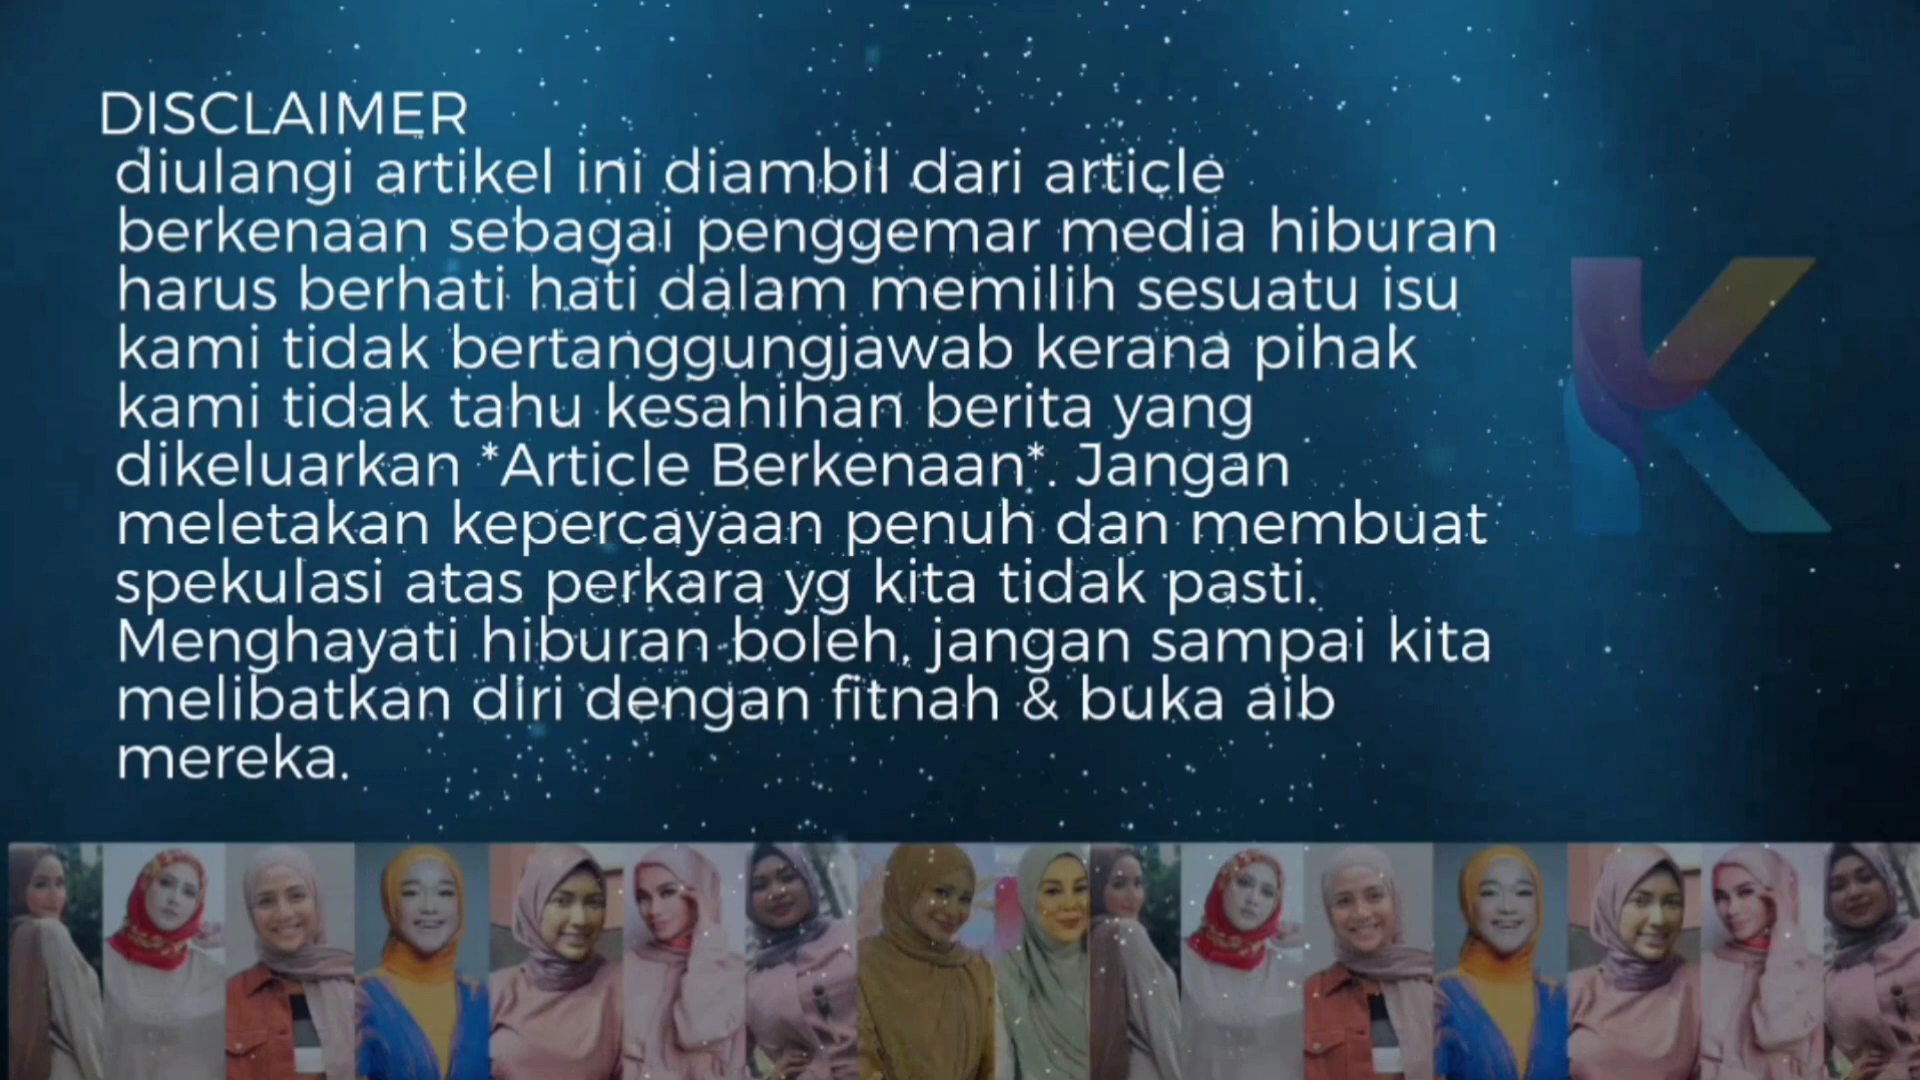 DISCLAIMER
diulangi artikel ini diambil dari article
berkenaan sebagai penggemar media hiburan
harus berhati hati dalam memilih sesuatu isu
kami tidak bertanggungjawab kerana pihak
kami tidak tahu kesahihan berita yang
dikeluarkan *Article Berkenaan*. Jangan
meletakan kepercayaan penuh dan membuat
spekulasi atas perkara yg kita tidak pasti.
Menghayati hiburan boleh, jangan sampai kita
melibatkan diri dengan fitnah & buka aib
mereka.
K